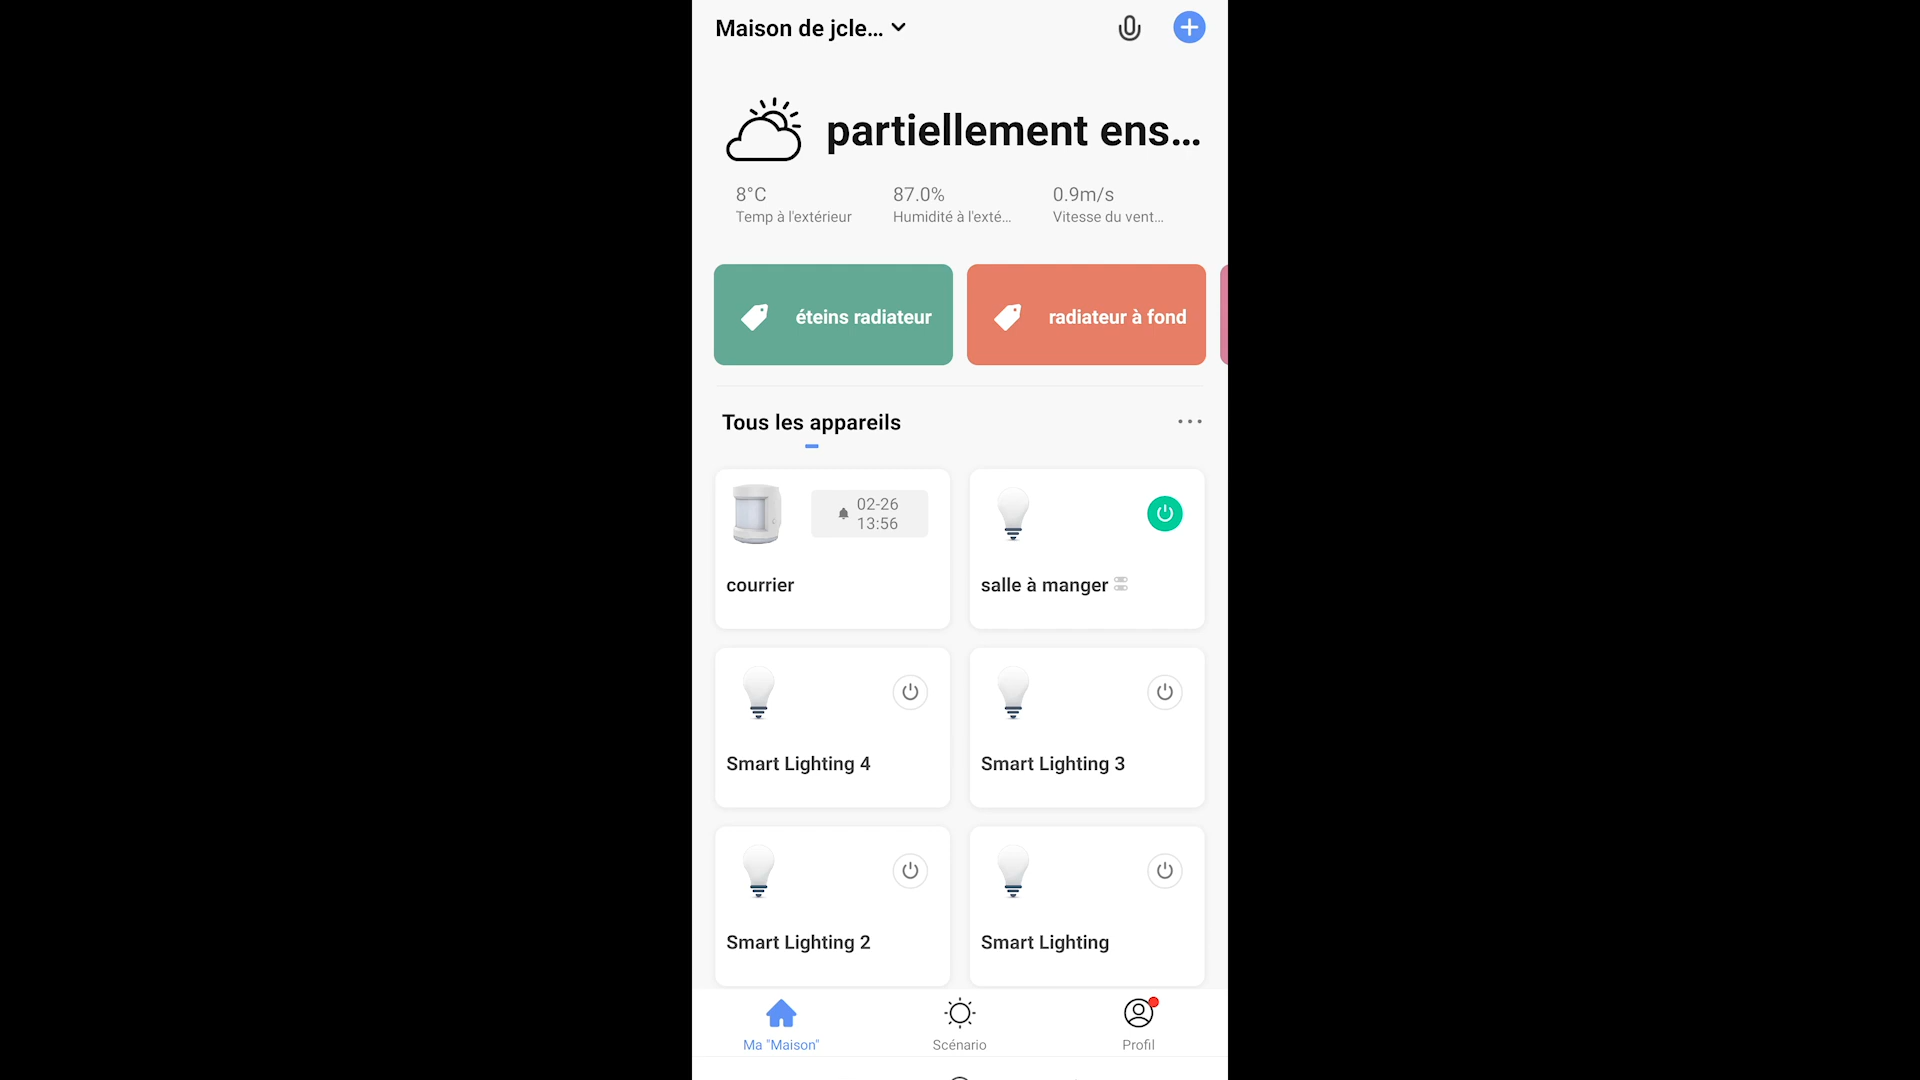 Maison de jcle...
partiellement ens...
8°C
87.0%
0.9m/s
Temp à l'extérieur
Humidité à l'exté...
Vitesse du vent...
éteins radiateur
radiateur à fond
Tous les appareils
02-26
13:56
courrier
salle à manger
Smart Lighting 4
Smart Lighting 3
Smart Lighting 2
Smart Lighting
Ma "Maison"
Scénario
Profil